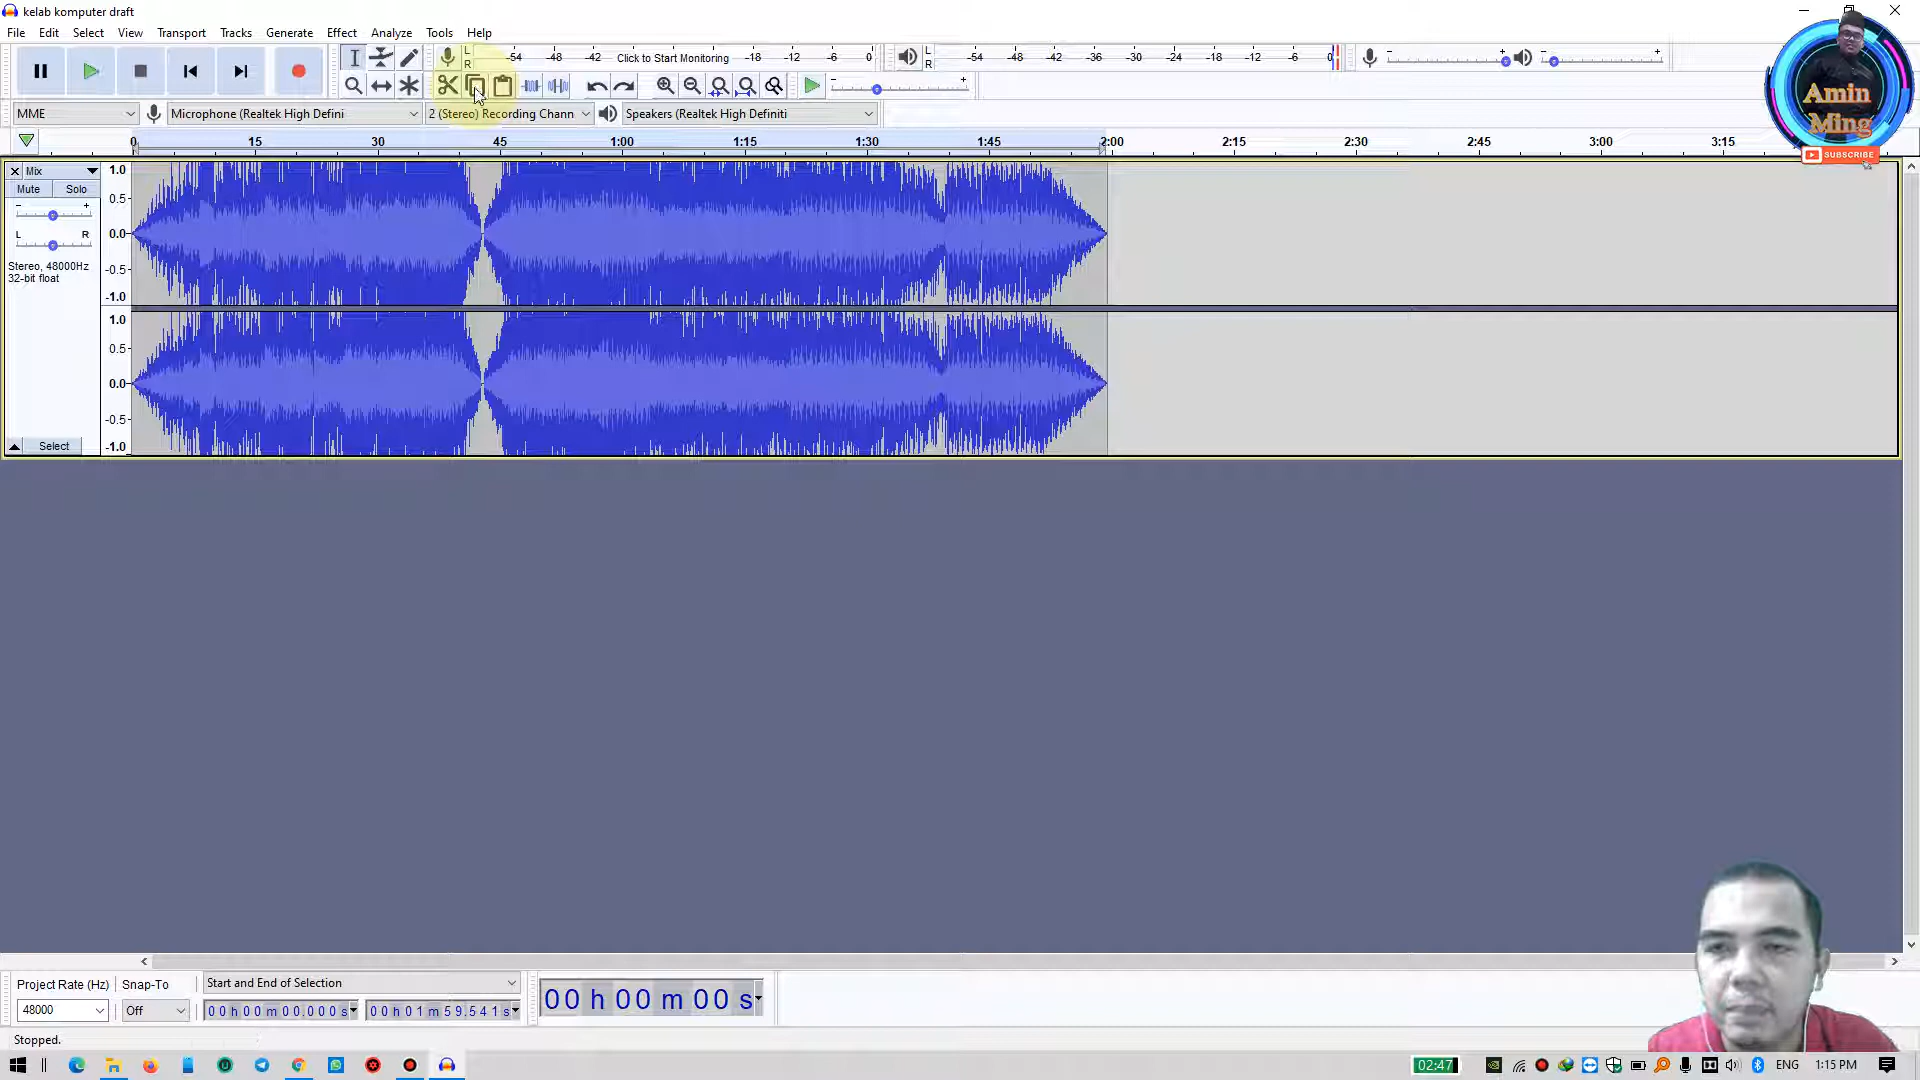 kelab komputer draft
File Edit Select View Transport Tracks Generate Effect Analyze Tools Help
L -54 -48 -42 Click to Start Monitoring -18 -12 -6 0
R
L -54 -48 -42 -36 -30 -24 -18 -12 -6 0
R
- + - +
- +
MME Microphone (Realtek High Defini 2 (Stereo) Recording Chann Speakers (Realtek High Definiti
0 15 30 45 1:00 1:15 1:30 1:45 2:00 2:15 2:30 2:45 3:00 3:15
Amin
Ming
SUBSCRIBE
Mix
Mute Solo
- +
L R
Stereo, 48000Hz
32-bit float
Select
1.0
0.5
0.0
-0.5
-1.0
1.0
0.5
0.0
-0.5
-1.0
Project Rate (Hz) Snap-To Start and End of Selection
48000 Off 00 h 00 m 00.000 s 00 h 01 m 59.541 s
00 h 00 m 00 s
Stopped.
02:47 ENG 1:15 PM